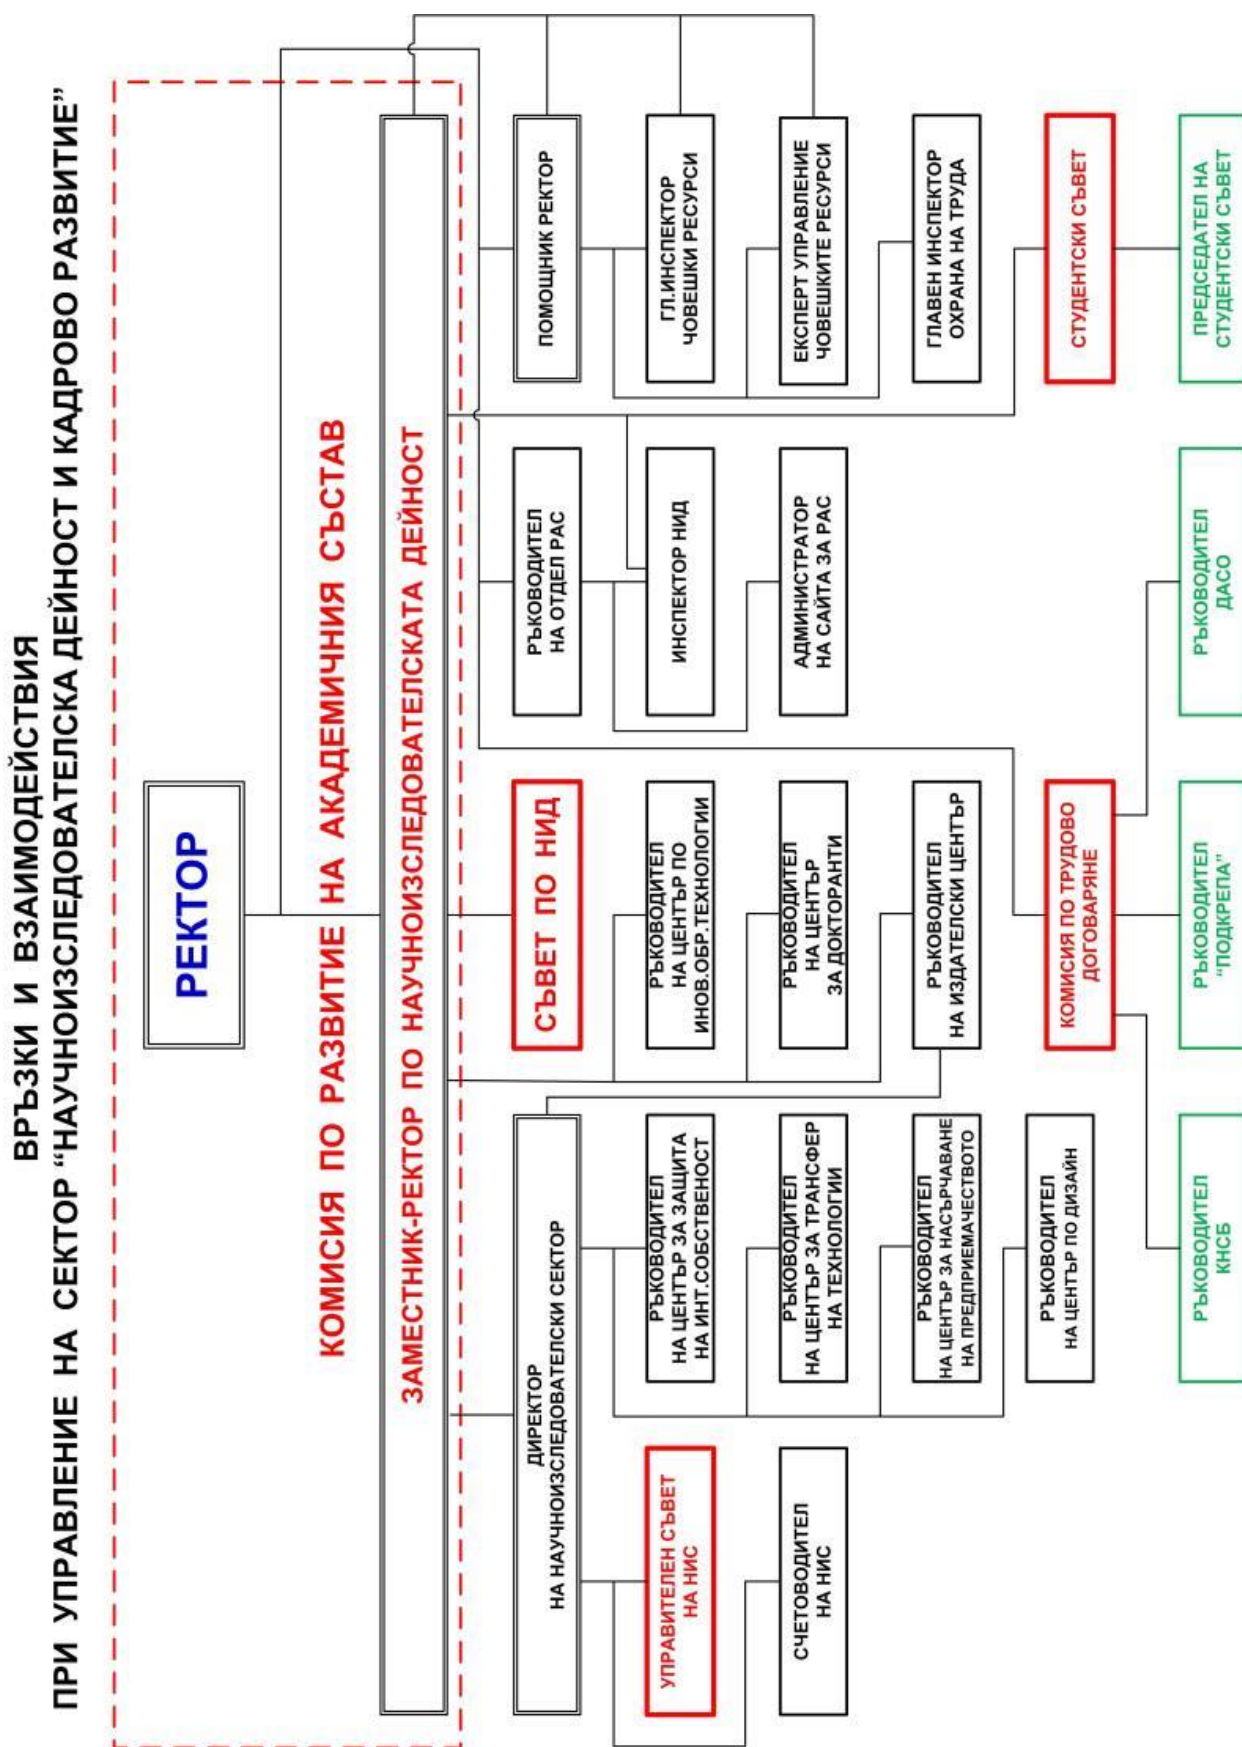 ВРЪЗКИ И ВЗАИМОДЕЙСТВИЯ
ПРИ УПРАВЛЕНИЕ НА СЕКТОР “НАУЧНОИЗСЛЕДОВАТЕЛСКА ДЕЙНОСТ И КАДРОВО РАЗВИТИЕ”
РЕКТОР
КОМИСИЯ ПО РАЗВИТИЕ НА АКАДЕМИЧНИЯ СЪСТАВ
ЗАМЕСТНИК-РЕКТОР ПО НАУЧНОИЗСЛЕДОВАТЕЛСКАТА ДЕЙНОСТ
ДИРЕКТОР
НА НАУЧНОИЗСЛЕДОВАТЕЛСКИ СЕКТОР
СЪВЕТ ПО НИД
РЪКОВОДИТЕЛ
НА ОТДЕЛ РАС
ПОМОЩНИК РЕКТОР
УПРАВИТЕЛЕН СЪВЕТ
НА НИС
РЪКОВОДИТЕЛ
НА ЦЕНТЪР ЗА ЗАЩИТА
НА ИНТ.СОБСТВЕНОСТ
РЪКОВОДИТЕЛ
НА ЦЕНТЪР ПО
ИНОВ.ОБР.ТЕХНОЛОГИИ
ИНСПЕКТОР НИД
ГЛ.ИНСПЕКТОР
ЧОВЕШКИ РЕСУРСИ
СЧЕТОВОДИТЕЛ
НА НИС
РЪКОВОДИТЕЛ
НА ЦЕНТЪР ЗА ТРАНСФЕР
НА ТЕХНОЛОГИИ
РЪКОВОДИТЕЛ
НА ЦЕНТЪР
ЗА ДОКТОРАНТИ
АДМИНИСТРАТОР
НА САЙТА ЗА РАС
ЕКСПЕРТ УПРАВЛЕНИЕ
ЧОВЕШКИТЕ РЕСУРСИ
РЪКОВОДИТЕЛ
НА ЦЕНТЪР ЗА НАСЪРЧАВАНЕ
НА ПРЕДПРИЕМАЧЕСТВОТО
РЪКОВОДИТЕЛ
НА ИЗДАТЕЛСКИ ЦЕНТЪР
ГЛАВЕН ИНСПЕКТОР
ОХРАНА НА ТРУДА
РЪКОВОДИТЕЛ
НА ЦЕНТЪР ПО ДИЗАЙН
КОМИСИЯ ПО ТРУДОВО
ДОГОВАРЯНЕ
СТУДЕНТСКИ СЪВЕТ
РЪКОВОДИТЕЛ
КНСБ
РЪКОВОДИТЕЛ
“ПОДКРЕПА”
РЪКОВОДИТЕЛ
ДАСО
ПРЕДСЕДАТЕЛ НА
СТУДЕНТСКИ СЪВЕТ